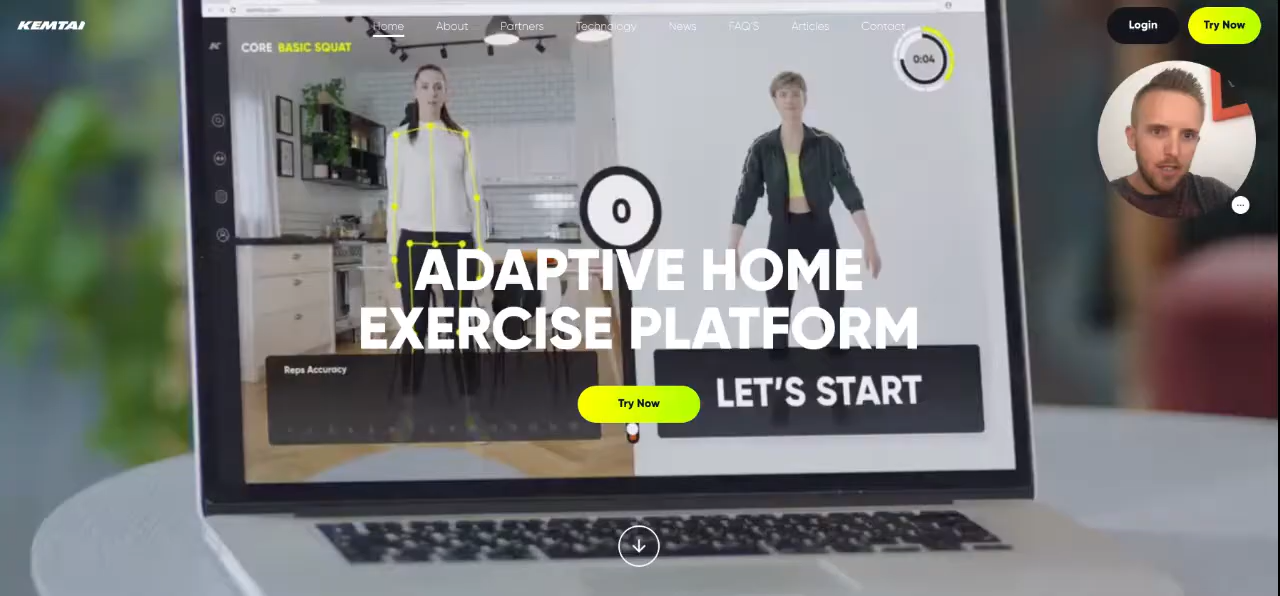 KEMTAI
Home About Partners Technology News FAQ'S Articles Contact
Login
Try Now
CORE BASIC SQUAT
0:04
0
ADAPTIVE HOME
EXERCISE PLATFORM
Reps Accuracy
Try Now
LET'S START